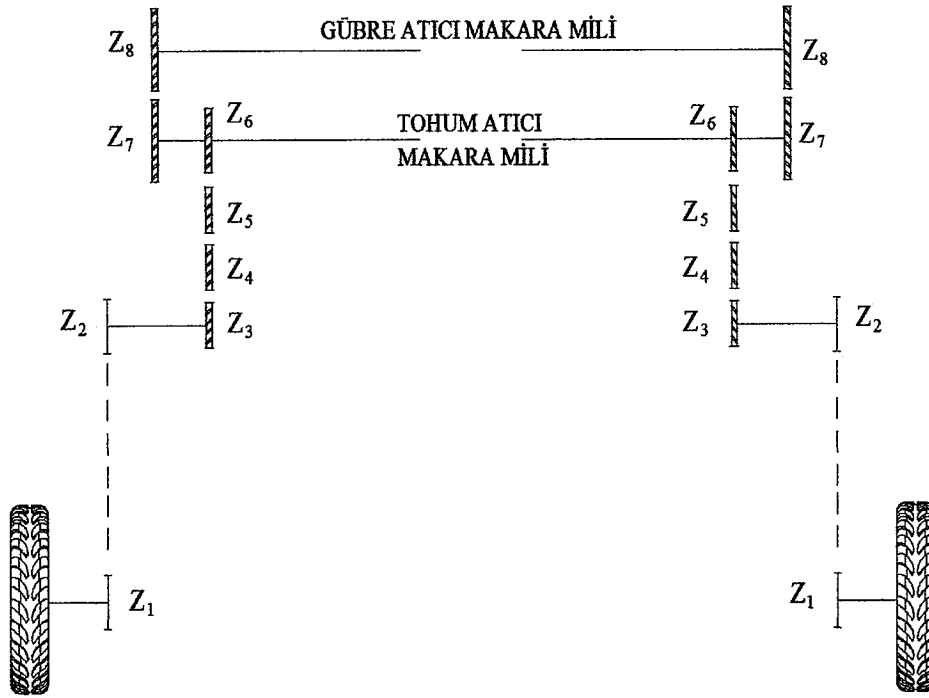 GÜBRE ATICI MAKARA MİLİ
Z8 Z8
Z6 TOHUM ATICI Z6
Z7 MAKARA MİLİ Z7
Z5 Z5
Z4 Z4
Z2 Z3 Z3 Z2
Z1 Z1